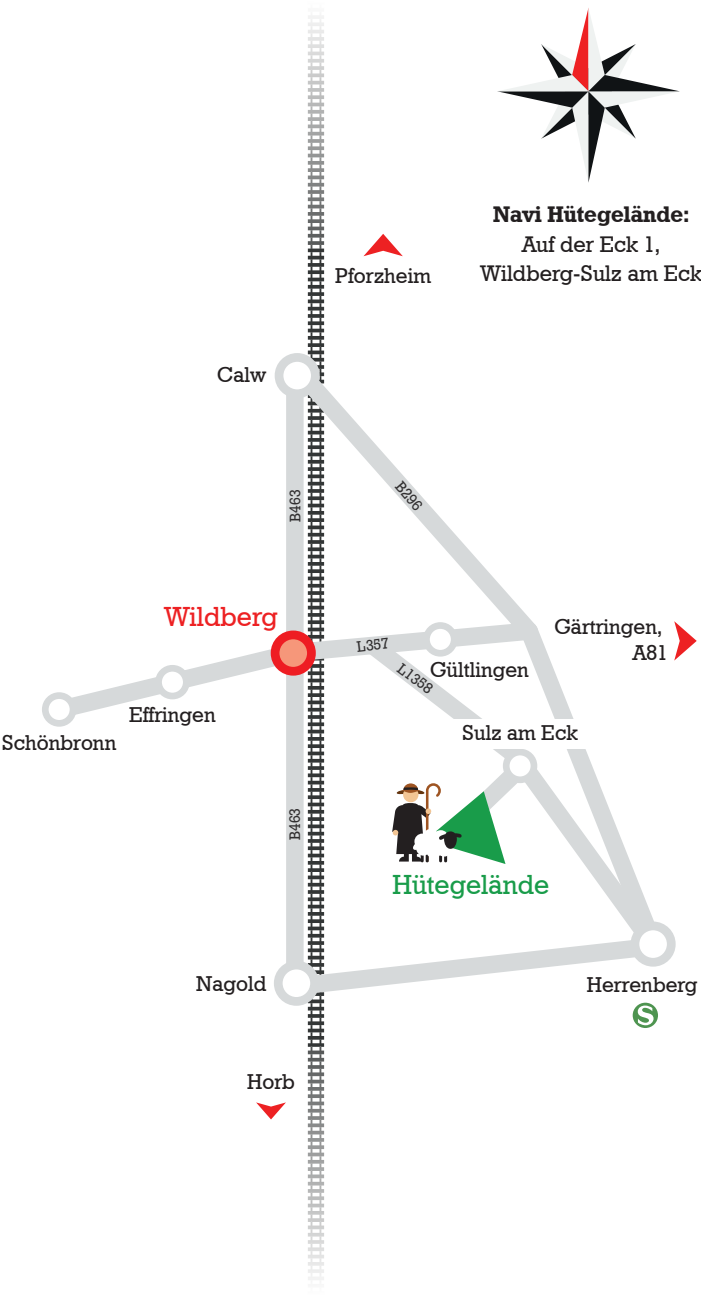 Navi Hütegelände:
Auf der Eck 1,
Wildberg-Sulz am Eck
Pforzheim
Calw
B463
B296
Wildberg
L357
Gärtringen,
A81
Gültlingen
L1358
Effringen
Schönbronn
Sulz am Eck
B463
Hütegelände
Nagold
Herrenberg
S
Horb